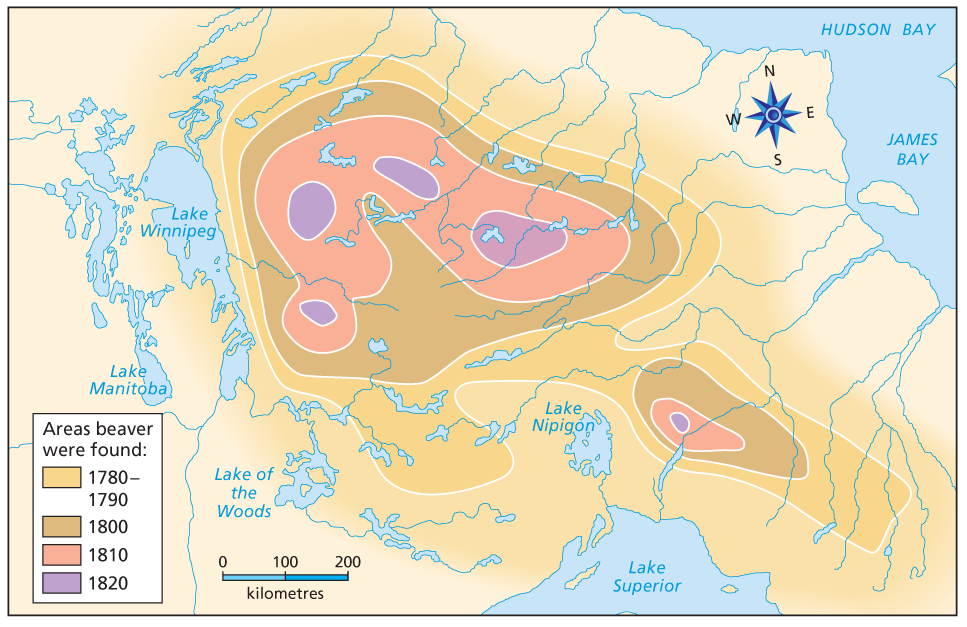 HUDSON BAY
N
W
E
S
JAMES
BAY
Lake
Winnipeg
Lake
Manitoba
Lake
Nipigon
Lake of
the
Woods
Lake
Superior
Areas beaver
were found:
1780–
1790
1800
1810
1820
0 100 200
kilometres